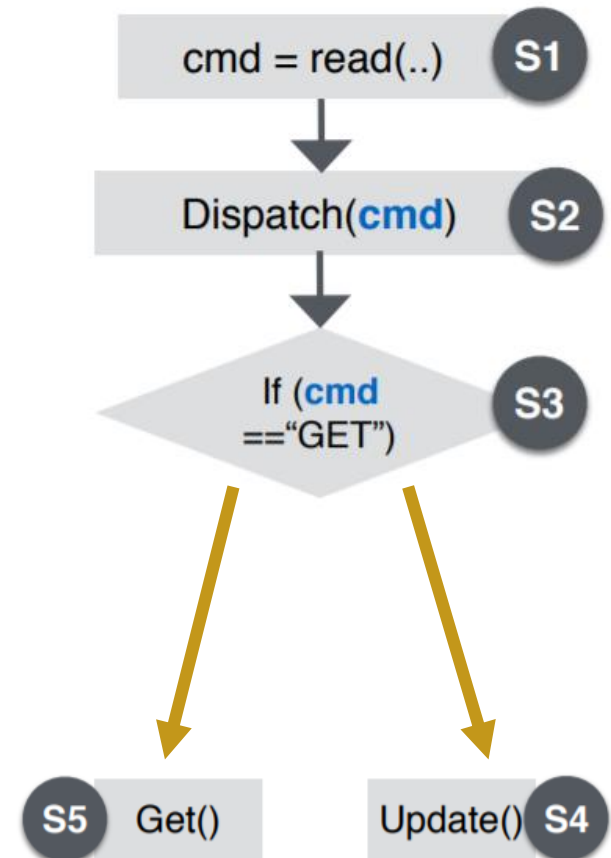 cmd = read(..) S1
Dispatch(cmd) S2
If (cmd
==“GET”) S3
S5 Get() Update() S4